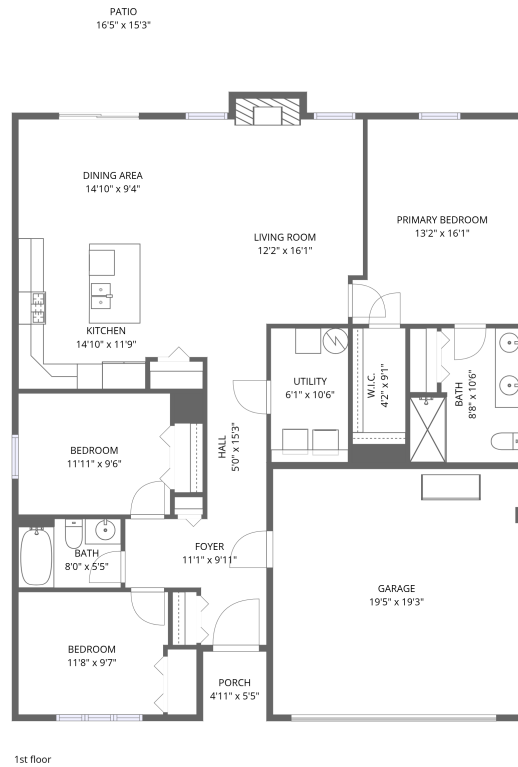 PATIO
16'5" x 15'3"
DINING AREA
14'10" x 9'4"
LIVING ROOM
12'2" x 16'1"
PRIMARY BEDROOM
13'2" x 16'1"
KITCHEN
14'10" x 11'9"
UTILITY
6'1" x 10'6"
W.I.C.
4'2" x 9'1"
BATH
8'8" x 10'6"
BEDROOM
11'11" x 9'6"
HALL
5'0" x 15'3"
BATH
8'0" x 5'5"
FOYER
11'1" x 9'11"
GARAGE
19'5" x 19'3"
BEDROOM
11'8" x 9'7"
PORCH
4'11" x 5'5"
1st floor